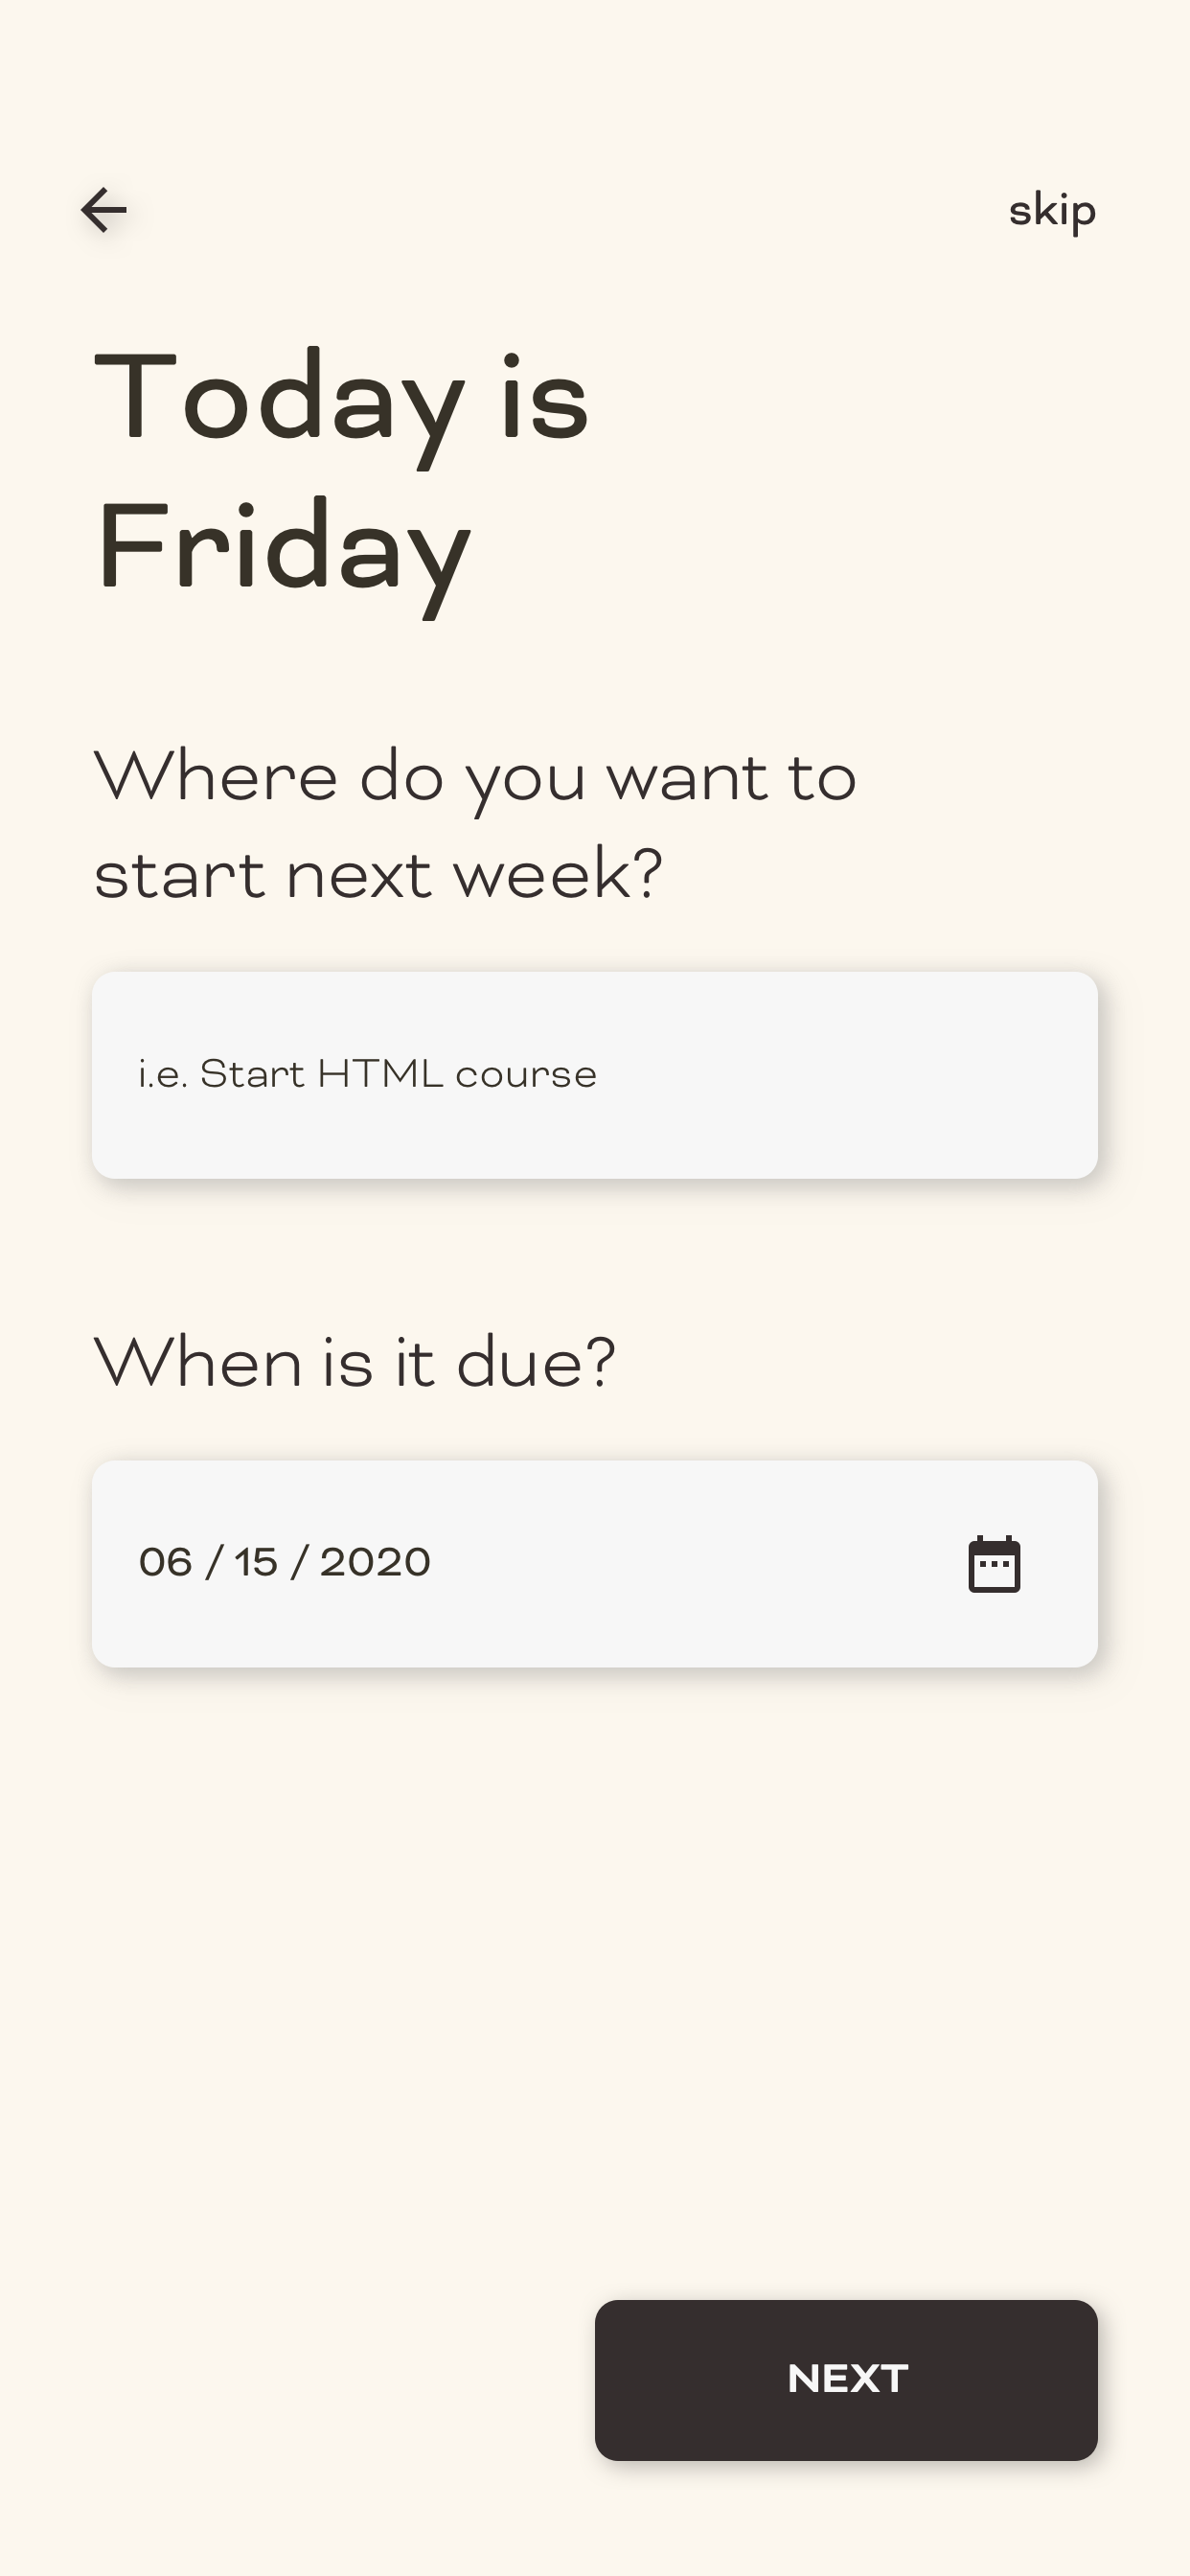 skip
Today is
Friday
Where do you want to
start next week?
i.e. Start HTML course
When is it due?
06 / 15 / 2020
NEXT